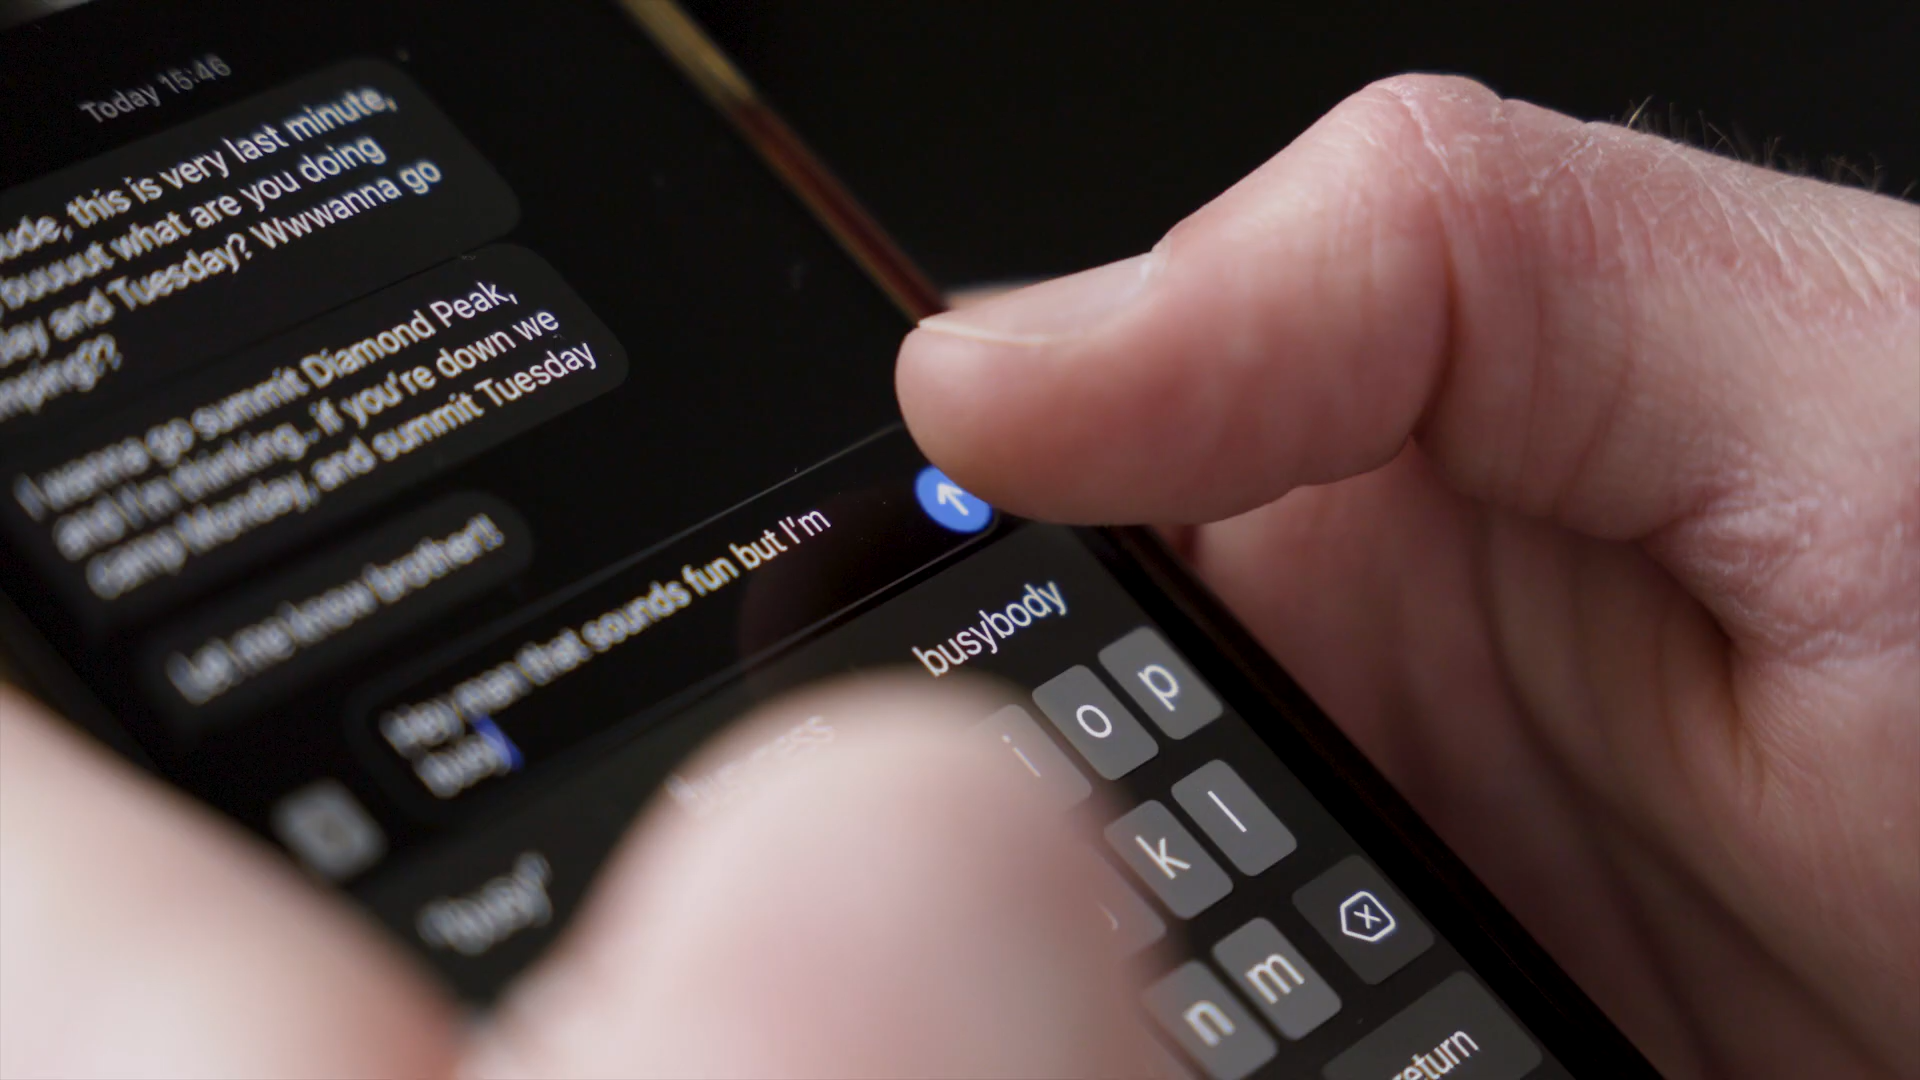 Today 15:46
ude, this is very last minute,
buuuut what are you doing
day and Tuesday? Wwwanna go
mping??
I wanna go summit Diamond Peak,
and I'm thinking.. if you're down we
camp Monday, and summit Tuesday
Let me know brother!!
Hey man that sounds fun but I'm
busy
"busy"
business
busybody
i o p
k l
n m
return